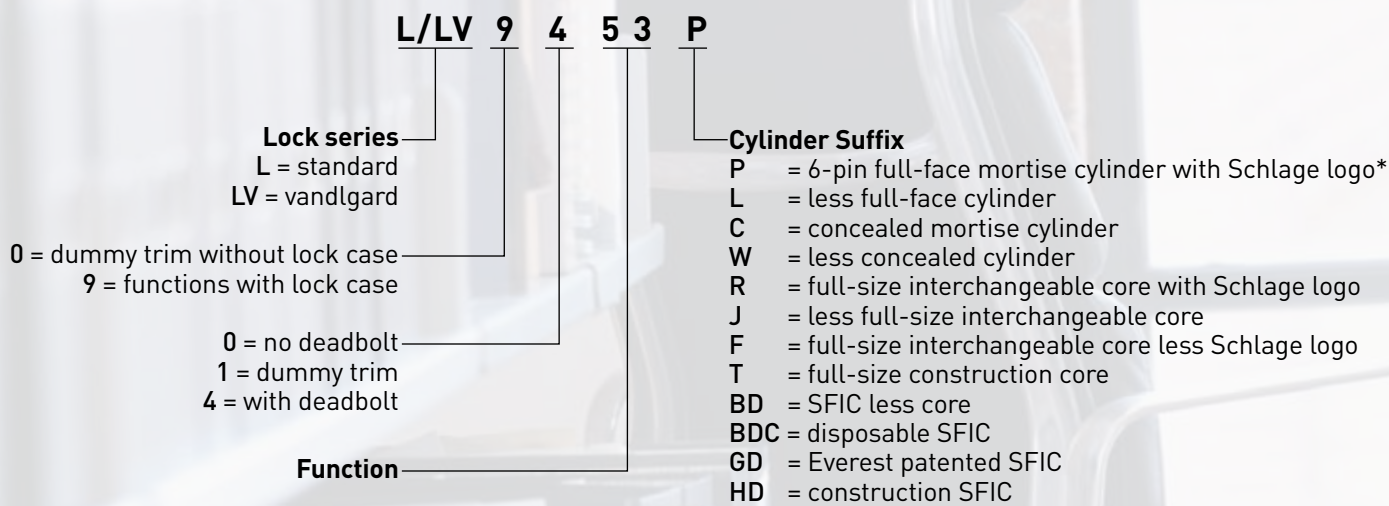 L/LV 9 4 5 3 P
Lock series
L = standard
LV = vandlgard
0 = dummy trim without lock case
9 = functions with lock case
0 = no deadbolt
1 = dummy trim
4 = with deadbolt
Function
Cylinder Suffix
P = 6-pin full-face mortise cylinder with Schlage logo*
L = less full-face cylinder
C = concealed mortise cylinder
W = less concealed cylinder
R = full-size interchangeable core with Schlage logo
J = less full-size interchangeable core
F = full-size interchangeable core less Schlage logo
T = full-size construction core
BD = SFIC less core
BDC = disposable SFIC
GD = Everest patented SFIC
HD = construction SFIC